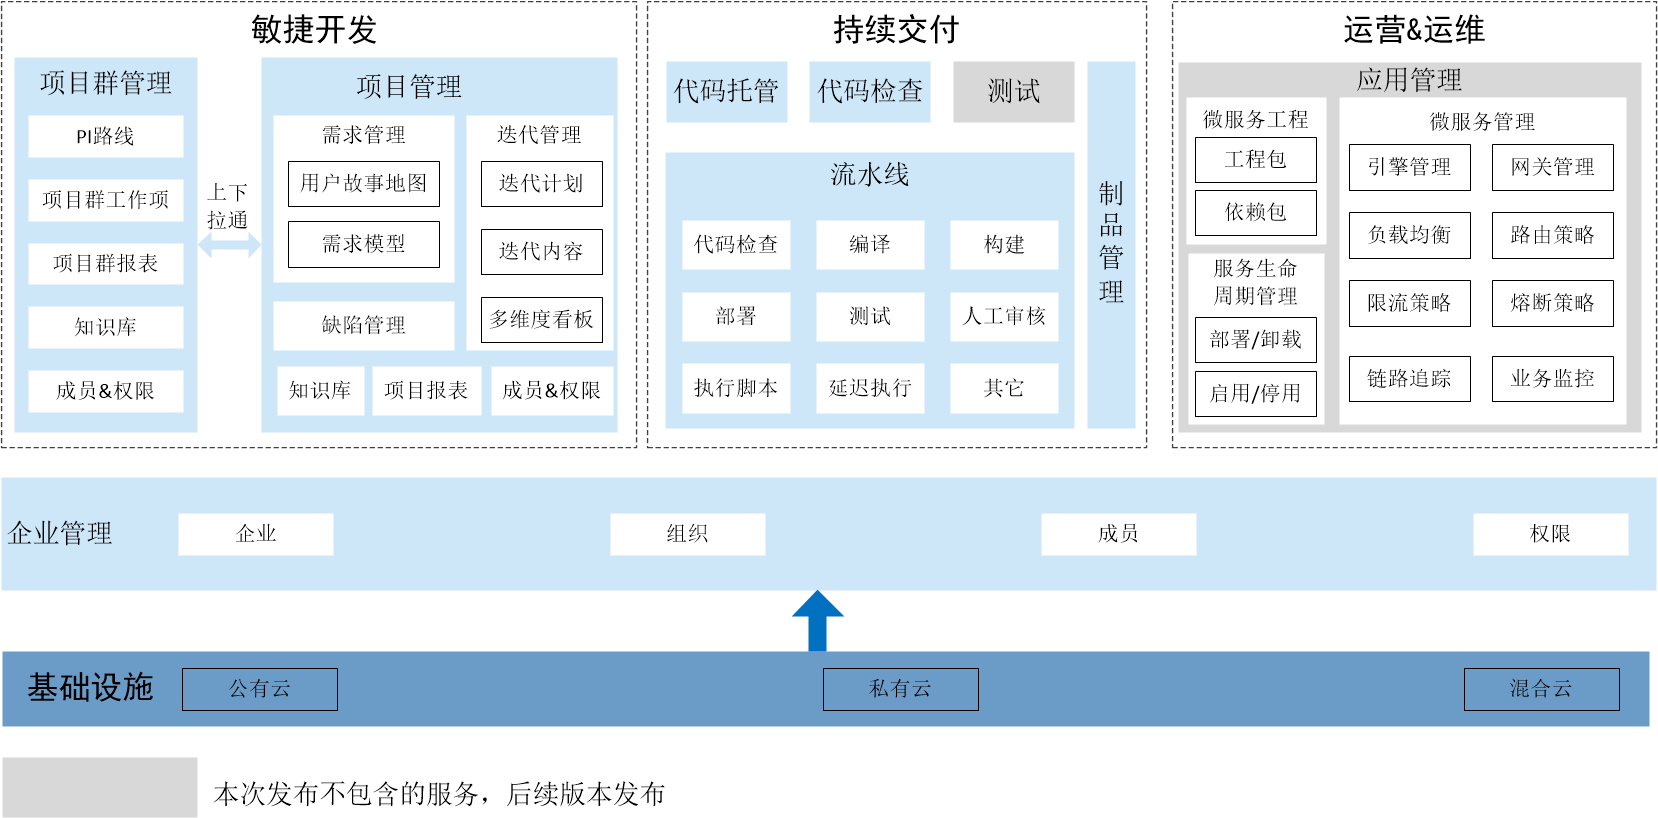 敏捷开发
项目群管理
PI路线
项目群工作项
项目群报表
知识库
成员&权限
上下
拉通
项目管理
需求管理
用户故事地图
需求模型
缺陷管理
迭代管理
迭代计划
迭代内容
多维度看板
知识库
项目报表
成员&权限
持续交付
代码托管
代码检查
测试
流水线
代码检查
编译
构建
部署
测试
人工审核
执行脚本
延迟执行
其它
制品管理
运营&运维
应用管理
微服务工程
工程包
依赖包
服务生命
周期管理
部署/卸载
启用/停用
微服务管理
引擎管理
网关管理
负载均衡
路由策略
限流策略
熔断策略
链路追踪
业务监控
企业管理
企业
组织
成员
权限
基础设施
公有云
私有云
混合云
本次发布不包含的服务，后续版本发布